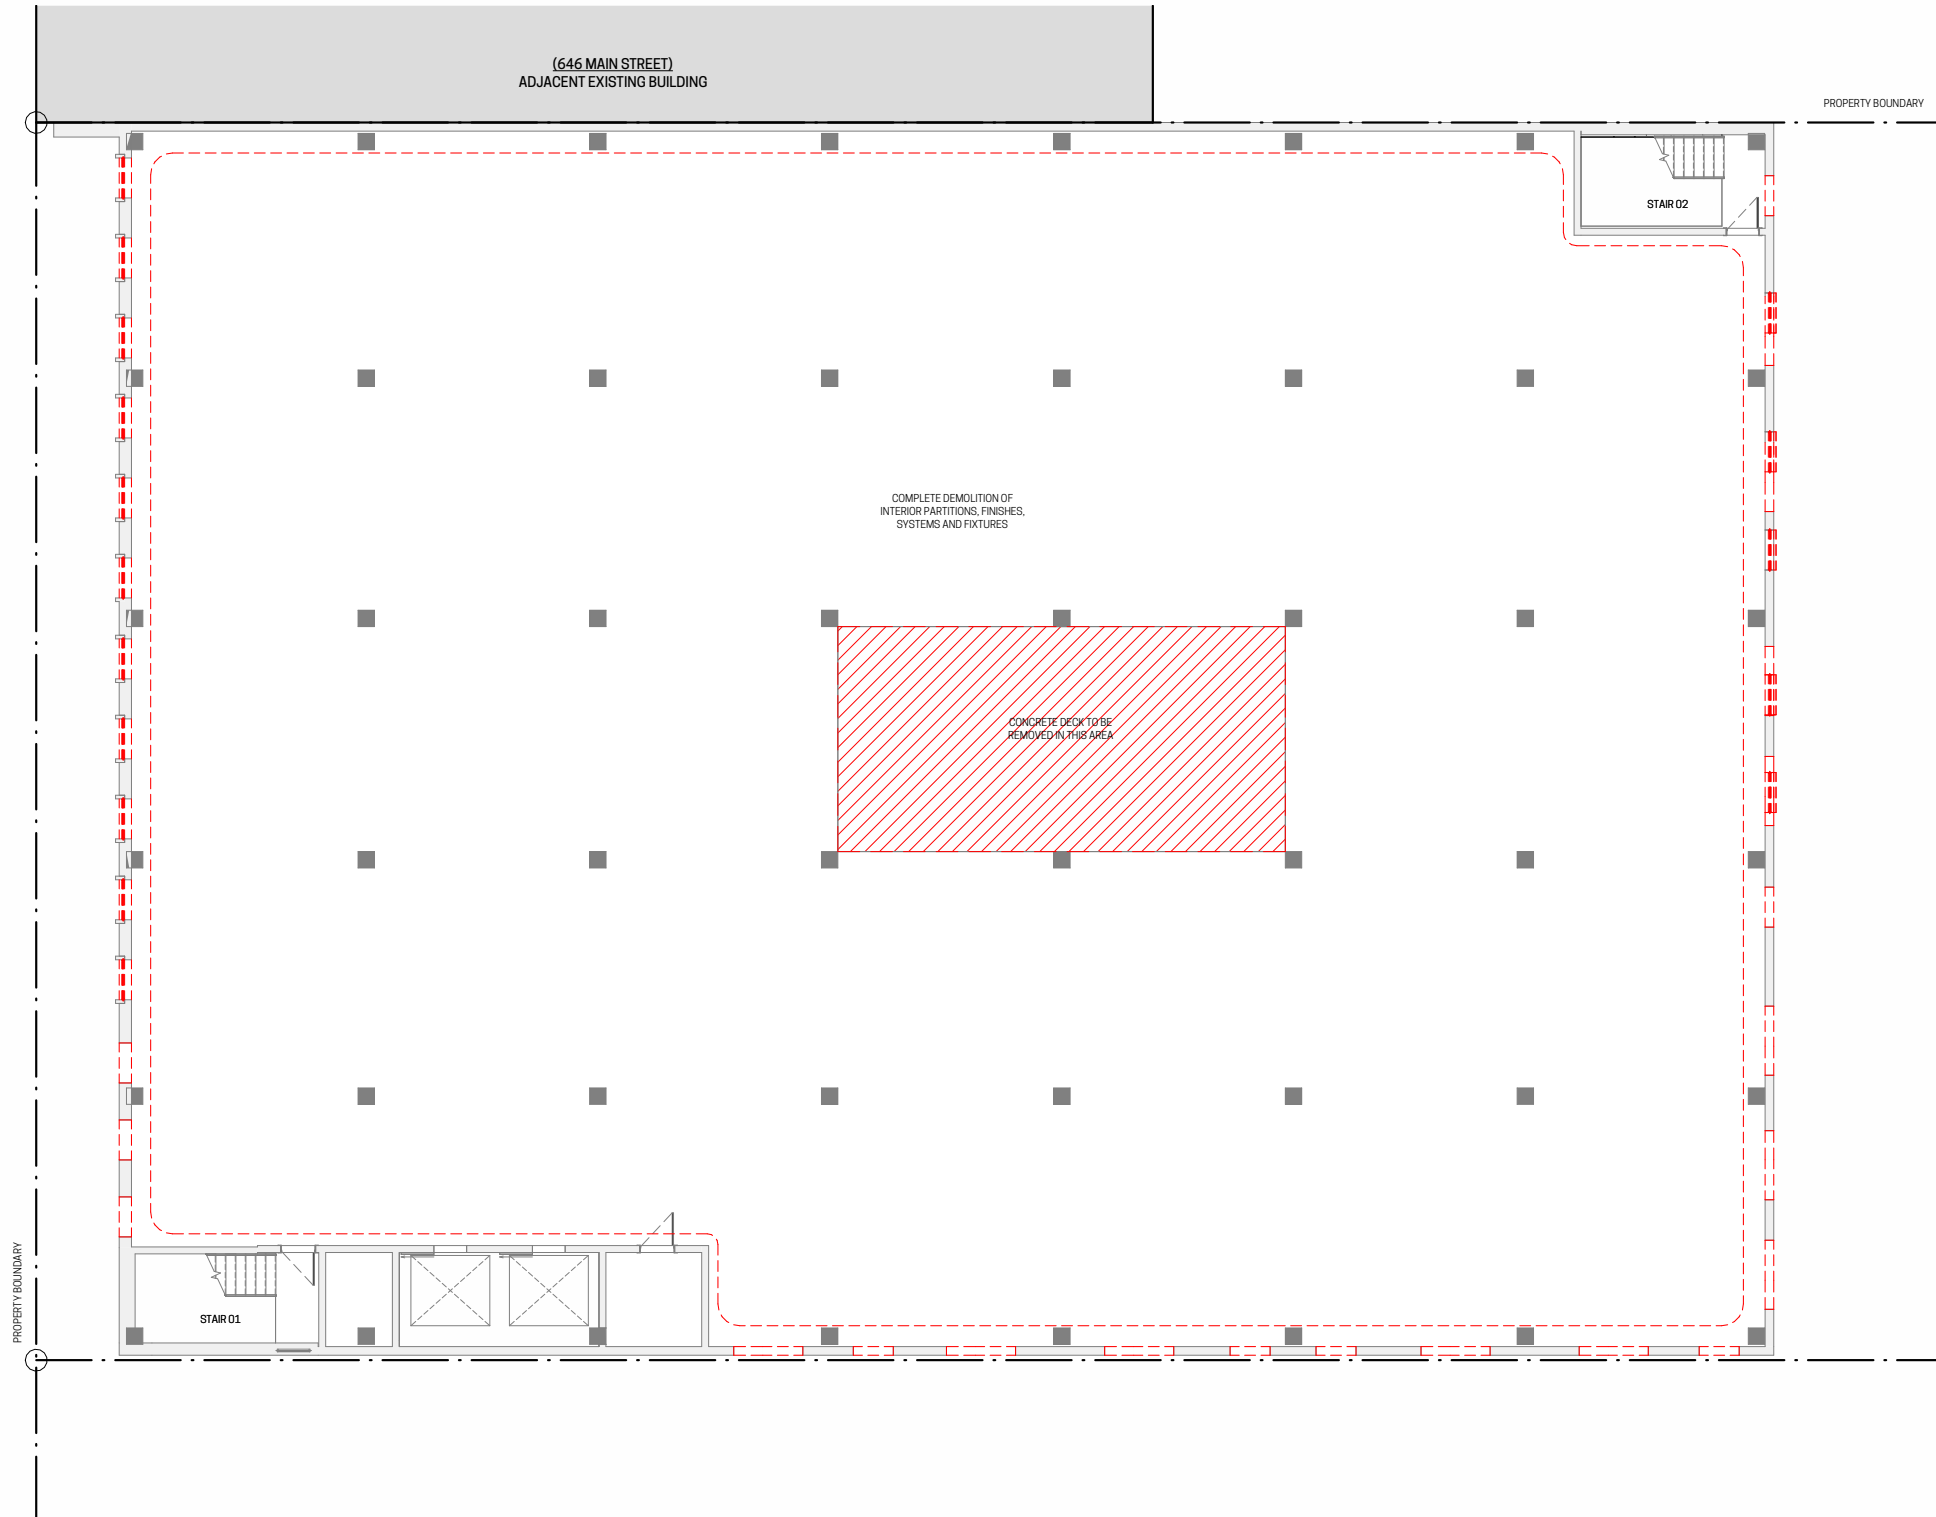 (646 MAIN STREET)
ADJACENT EXISTING BUILDING
PROPERTY BOUNDARY
STAIR 02
COMPLETE DEMOLITION OF
INTERIOR PARTITIONS, FINISHES,
SYSTEMS AND FIXTURES
CONCRETE DECK TO BE
REMOVED IN THIS AREA
PROPERTY BOUNDARY
STAIR 01